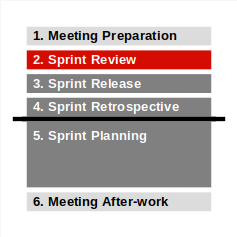 1. Meeting Preparation
2. Sprint Review
3. Sprint Release
4. Sprint Retrospective
5. Sprint Planning
6. Meeting After-work